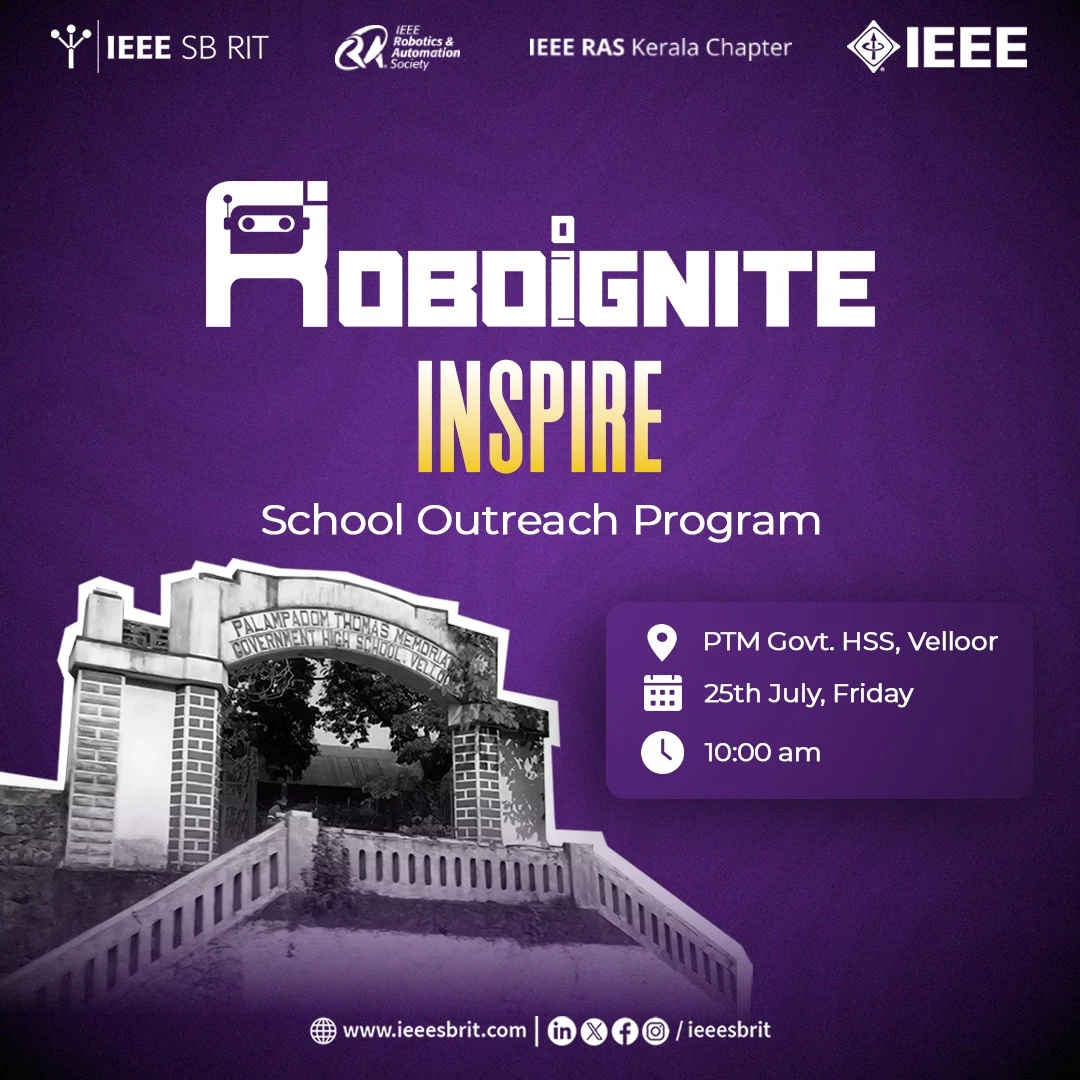 IEEE SB RIT
IEEE
Robotics &
Automation
Society
IEEE RAS Kerala Chapter
IEEE
ROBOIGNITE
INSPIRE
School Outreach Program
PALAMPADOM THOMAS MEMORIAL
GOVERNMENT HIGH SCHOOL. VELLO
PTM Govt. HSS, Velloor
25th July, Friday
10:00 am
www.ieeesbrit.com | /ieeesbrit